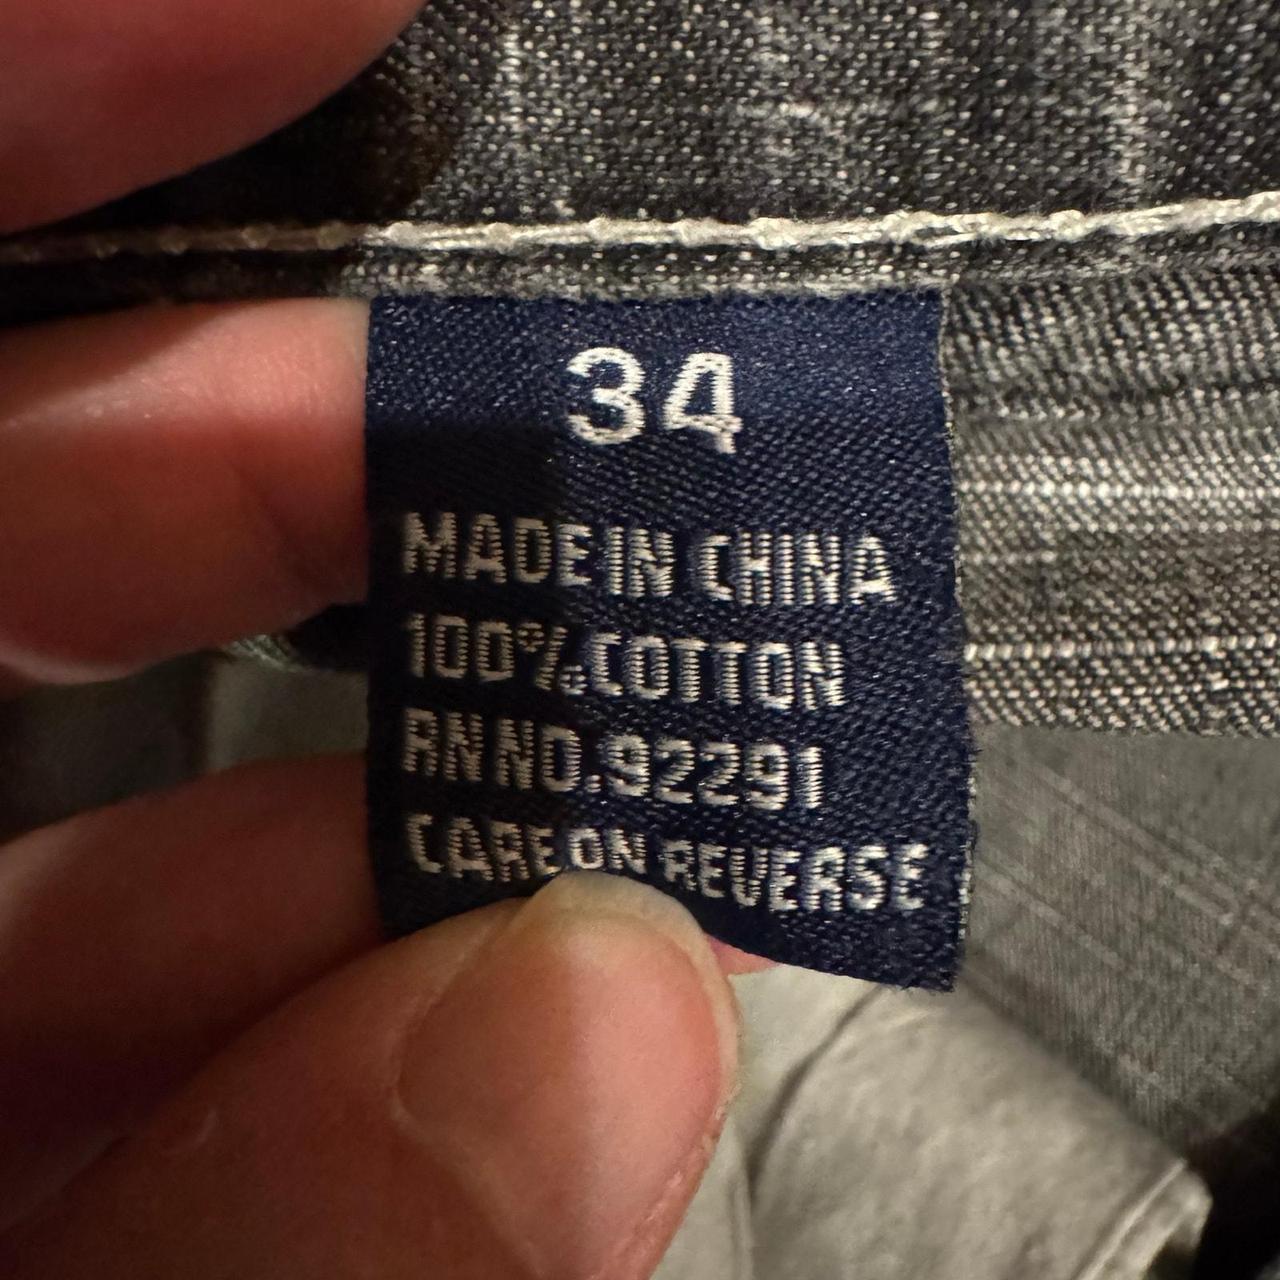 34
MADE IN CHINA
100% COTTON
RN NO. 92291
CARE ON REVERSE